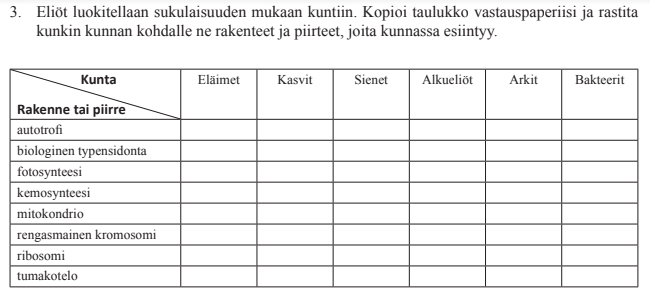 3. Eliöt luokitellaan sukulaisuuden mukaan kuntiin. Kopioi taulukko vastauspaperiisi ja rastita
kunkin kunnan kohdalle ne rakenteet ja piirteet, joita kunnassa esiintyy.
Kunta Eläimet Kasvit Sienet Alkueliöt Arkit Bakteerit
Rakenne tai piirre
autotrofi
biologinen typensidonta
fotosynteesi
kemosynteesi
mitokondrio
rengasmainen kromosomi
ribosomi
tumakotelo